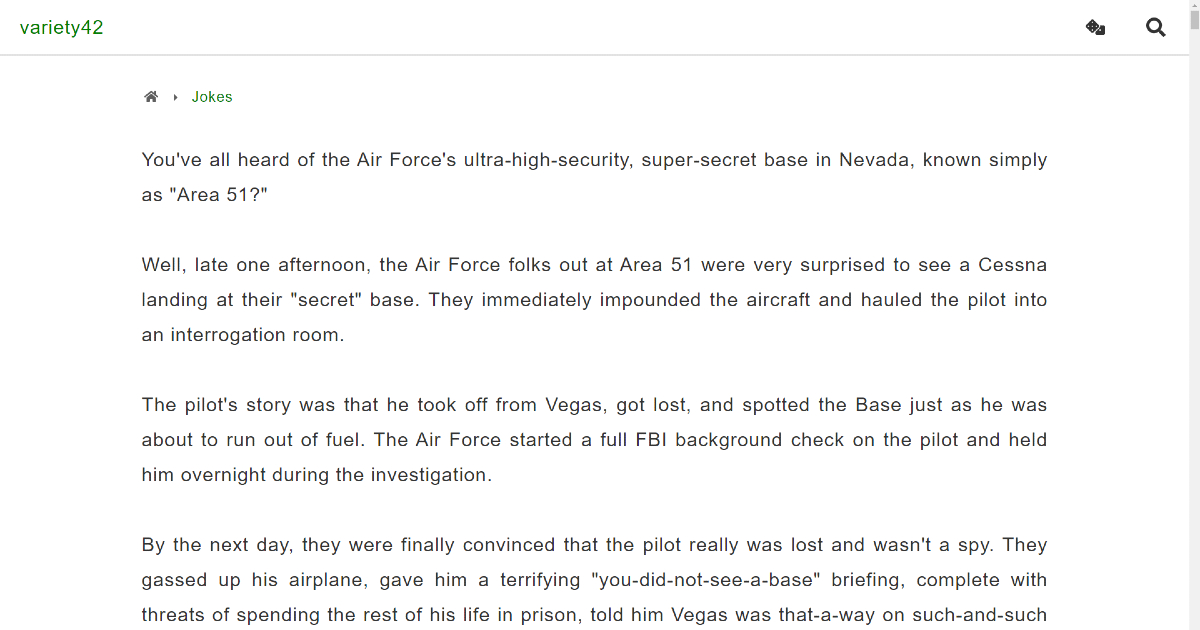 variety42
Jokes
You've all heard of the Air Force's ultra-high-security, super-secret base in Nevada, known simply
as "Area 51?"
Well, late one afternoon, the Air Force folks out at Area 51 were very surprised to see a Cessna
landing at their "secret" base. They immediately impounded the aircraft and hauled the pilot into
an interrogation room.
The pilot's story was that he took off from Vegas, got lost, and spotted the Base just as he was
about to run out of fuel. The Air Force started a full FBI background check on the pilot and held
him overnight during the investigation.
By the next day, they were finally convinced that the pilot really was lost and wasn't a spy. They
gassed up his airplane, gave him a terrifying "you-did-not-see-a-base" briefing, complete with
threats of spending the rest of his life in prison, told him Vegas was that-a-way on such-and-such